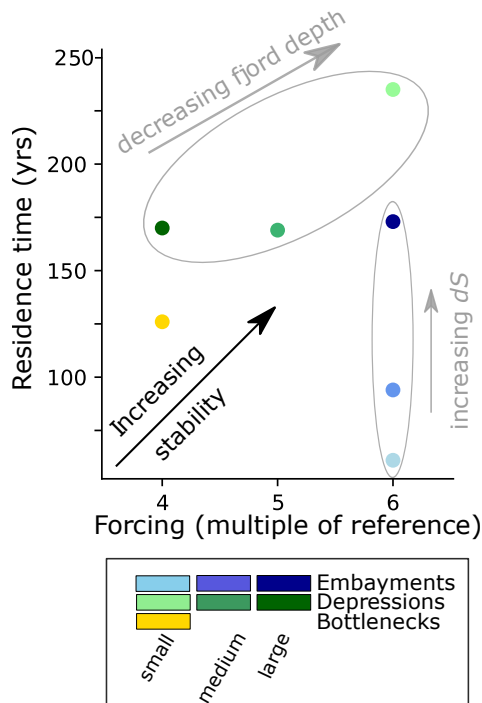 250
200
150
100
Residence time (yrs)
decreasing fjord depth
Increasing
stability
increasing dS
4 5 6
Forcing (multiple of reference)
Embayments
Depressions
Bottlenecks
small medium large